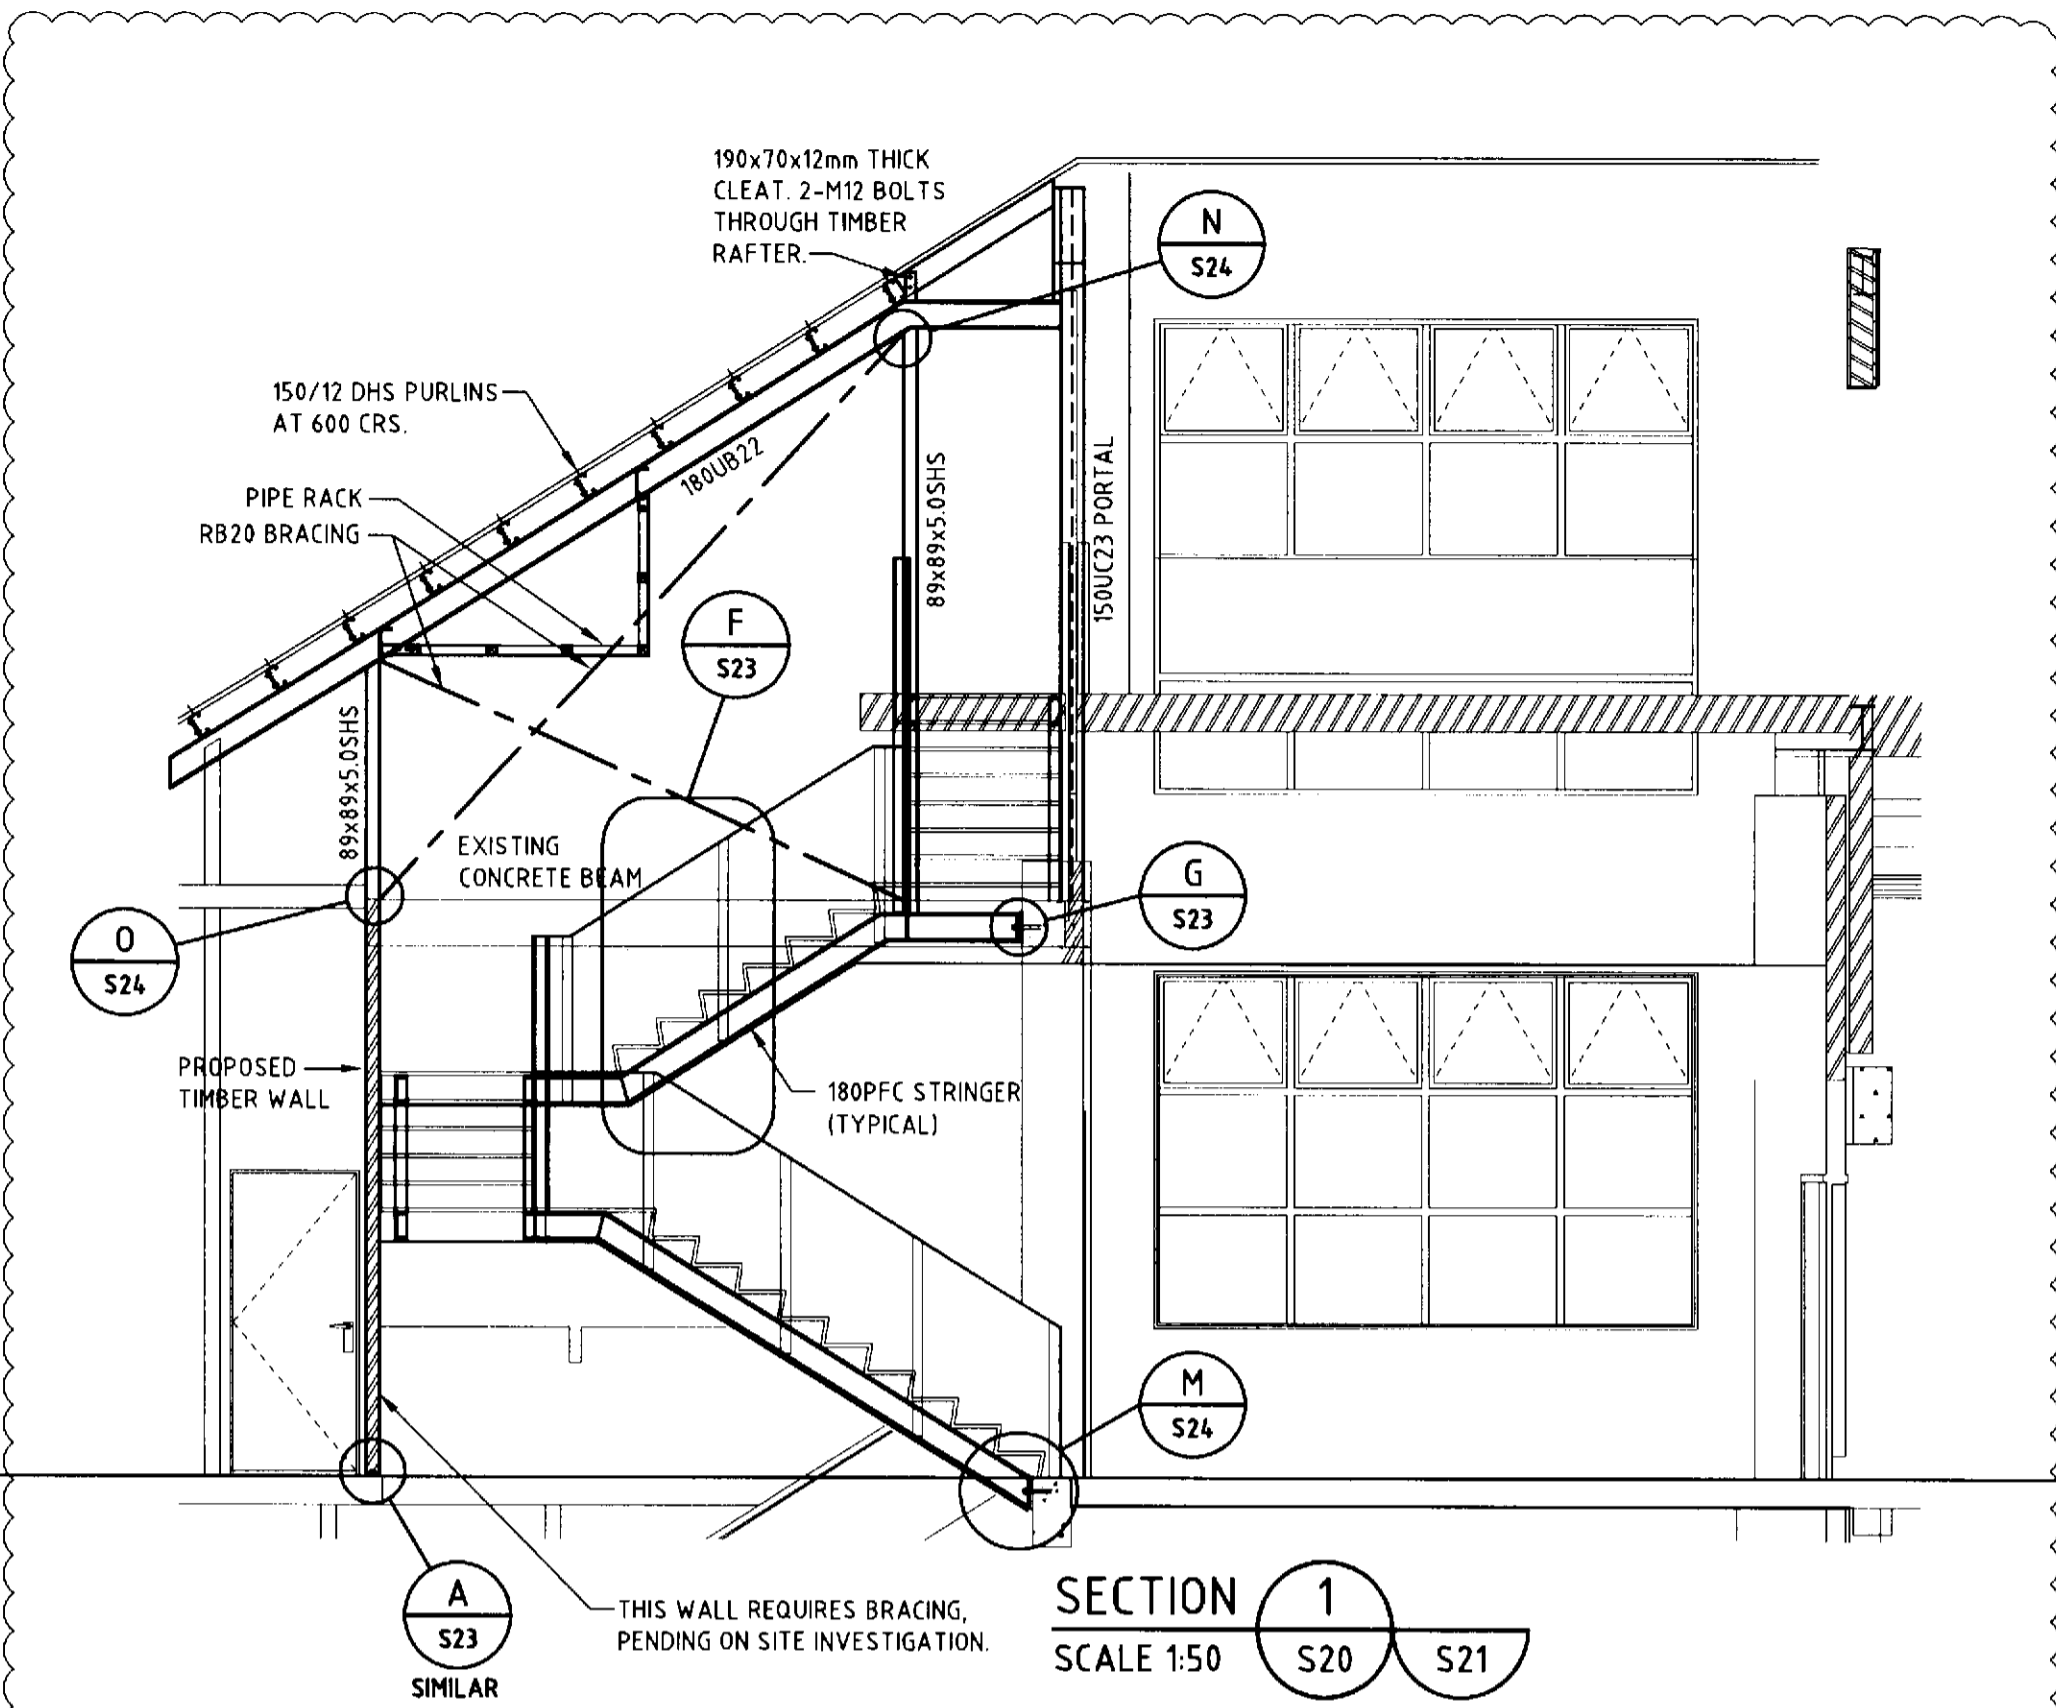 190x70x12mm THICK
CLEAT. 2-M12 BOLTS
THROUGH TIMBER
RAFTER.
N
S24
150/12 DHS PURLINS
AT 600 CRS.
180UB22
PIPE RACK
RB20 BRACING
89x89x5.0SHS
150UC23 PORTAL
F
S23
89x89x5.0SHS
EXISTING
CONCRETE BEAM
G
S23
O
S24
PROPOSED
TIMBER WALL
180PFC STRINGER
(TYPICAL)
M
S24
A
S23
SIMILAR
THIS WALL REQUIRES BRACING,
PENDING ON SITE INVESTIGATION.
SECTION 1
SCALE 1:50 S20 S21